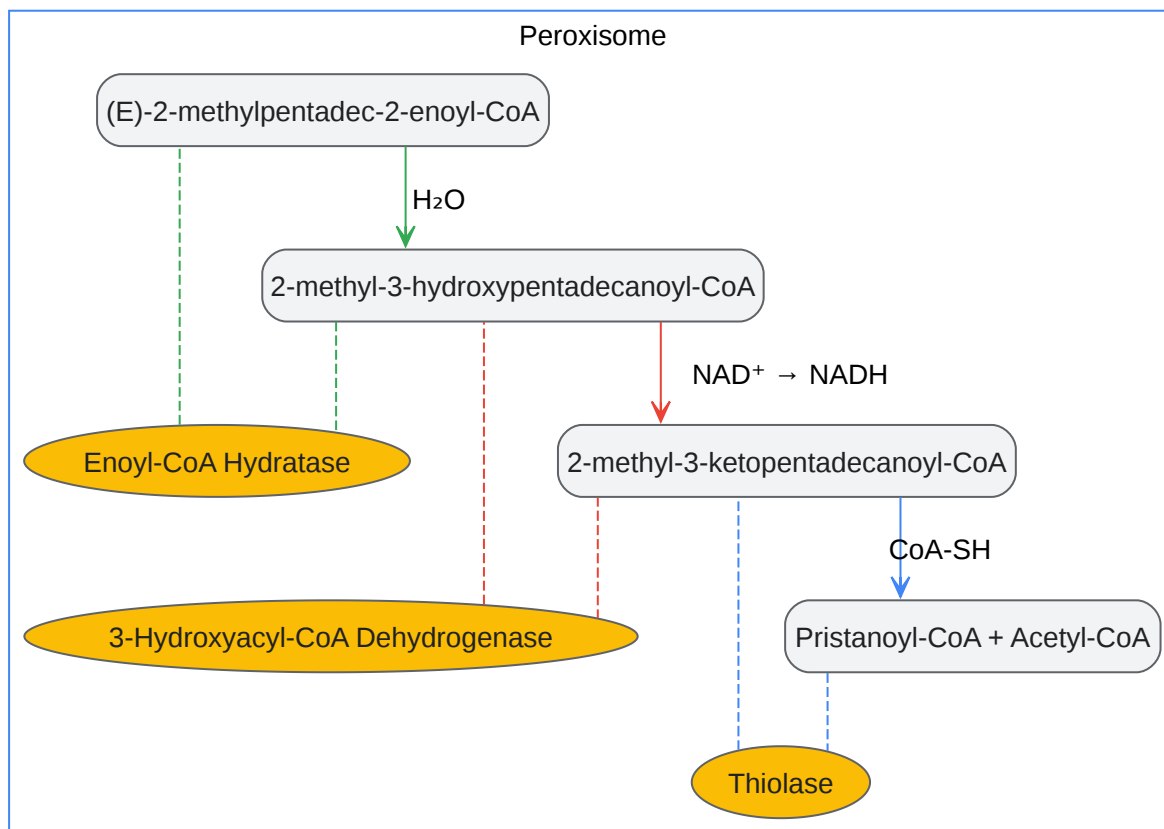 Peroxisome
(E)-2-methylpentadec-2-enoyl-CoA
H₂O
2-methyl-3-hydroxypentadecanoyl-CoA
NAD⁺ → NADH
Enoyl-CoA Hydratase
2-methyl-3-ketopentadecanoyl-CoA
CoA-SH
3-Hydroxyacyl-CoA Dehydrogenase
Pristanoyl-CoA + Acetyl-CoA
Thiolase